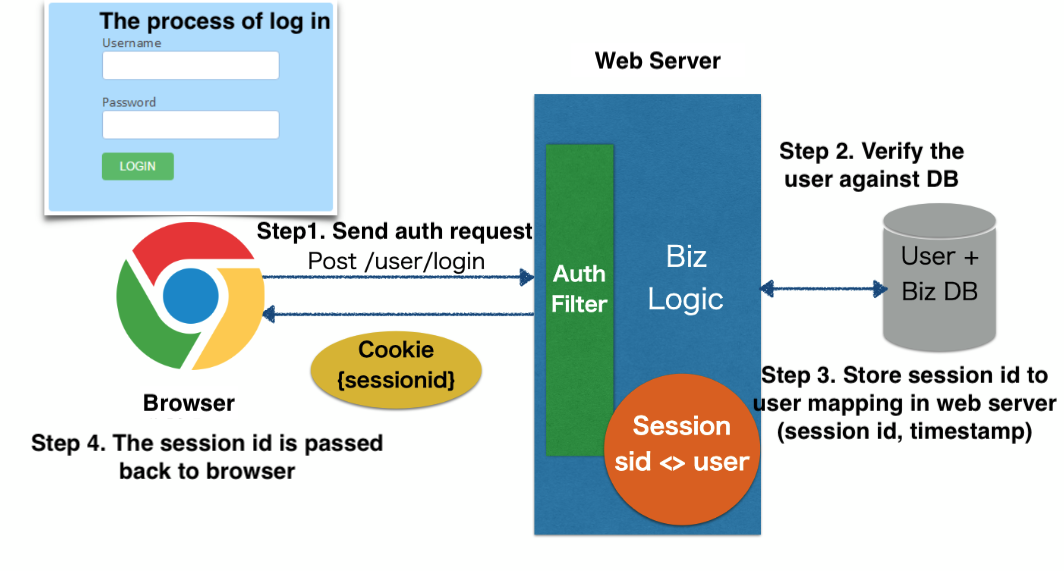 The process of log in
Username
Password
LOGIN
Web Server
Step1. Send auth request
Post /user/login
Auth
Filter
Biz
Logic
Step 2. Verify the
user against DB
User +
Biz DB
Cookie
{sessionid}
Browser
Step 4. The session id is passed
back to browser
Session
sid <> user
Step 3. Store session id to
user mapping in web server
(session id, timestamp)